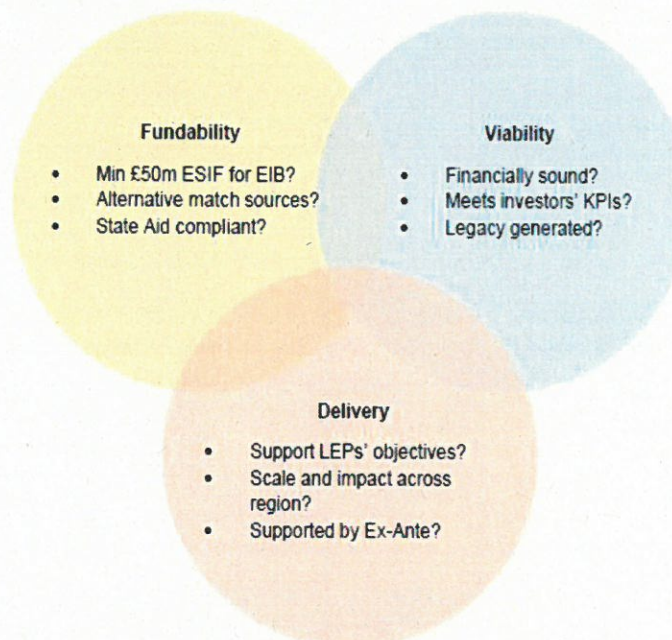 Fundability
• Min £50m ESIF for EIB?
• Alternative match sources?
• State Aid compliant?
Viability
• Financially sound?
• Meets investors' KPIs?
• Legacy generated?
Delivery
• Support LEPs' objectives?
• Scale and impact across
region?
• Supported by Ex-Ante?